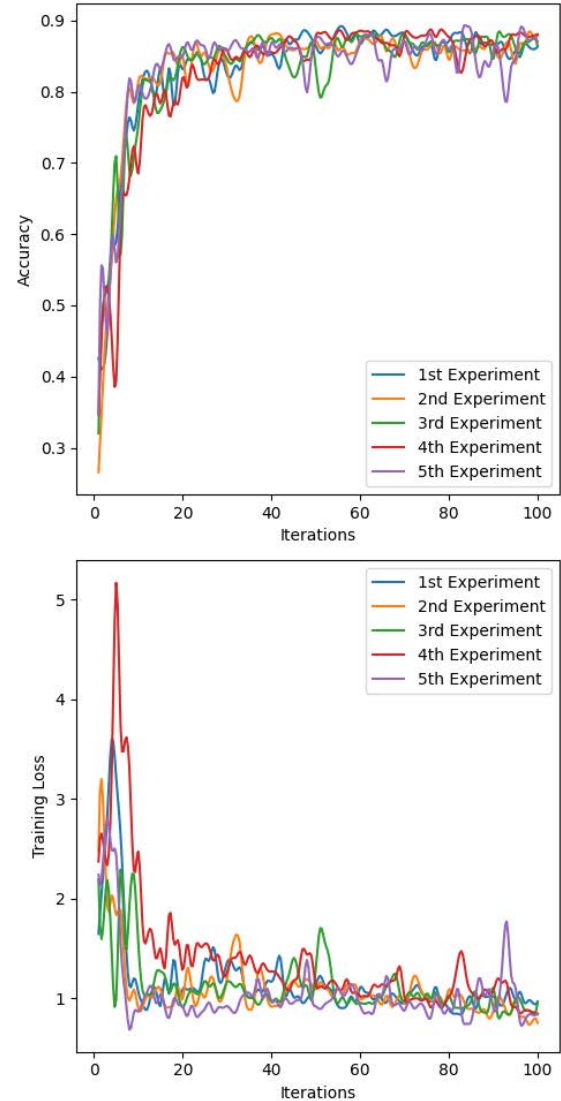 0.9
0.8
0.7
0.6
0.5
0.4
0.3
Accuracy
1st Experiment
2nd Experiment
3rd Experiment
4th Experiment
5th Experiment
0 20 40 60 80 100
Iterations
5
4
3
2
1
Training Loss
1st Experiment
2nd Experiment
3rd Experiment
4th Experiment
5th Experiment
0 20 40 60 80 100
Iterations